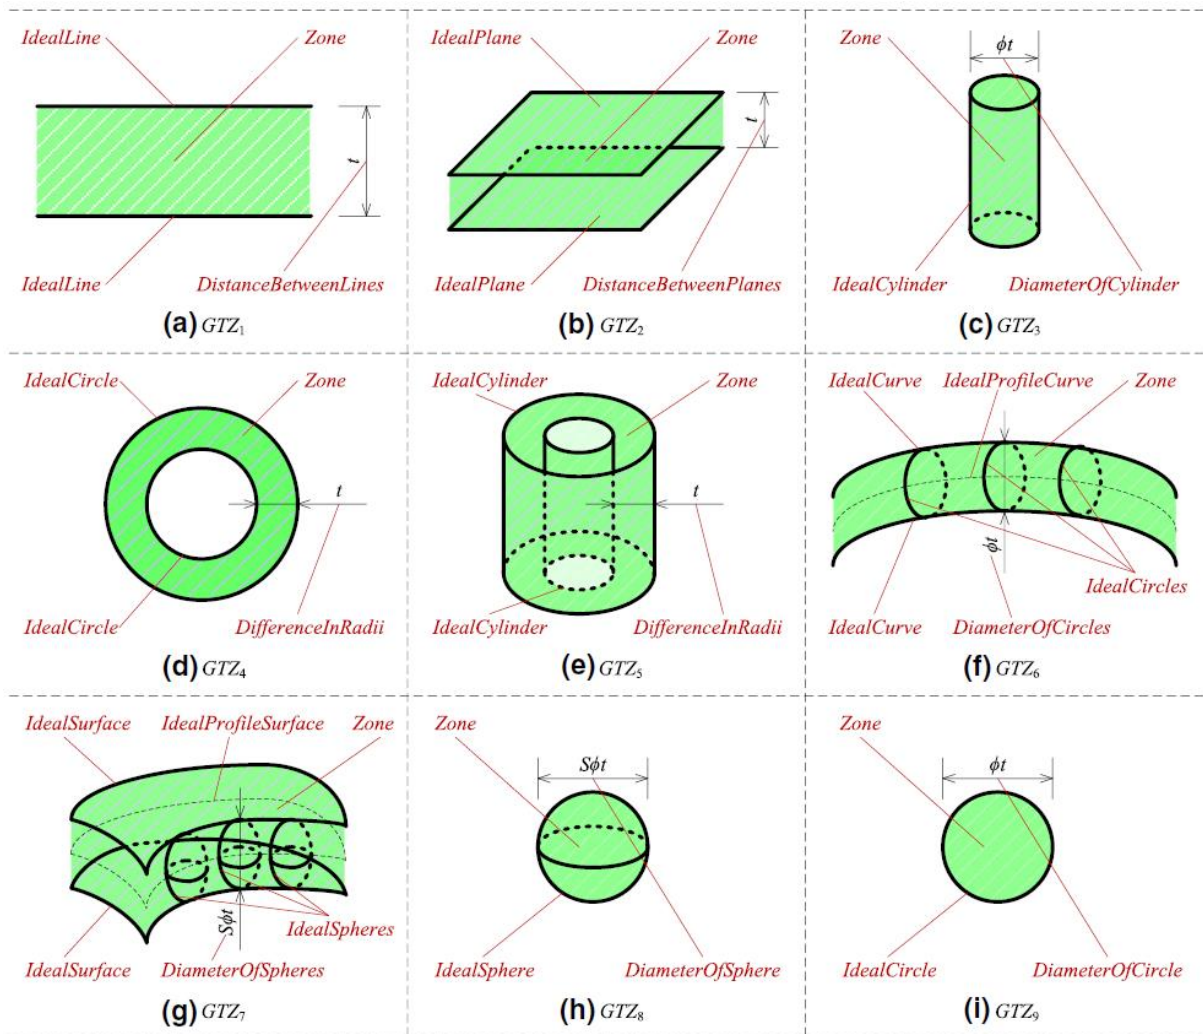 IdealLine Zone
t
IdealLine DistanceBetweenLines
(a) GTZ₁
IdealPlane Zone
t
IdealPlane DistanceBetweenPlanes
(b) GTZ₂
Zone ϕt
IdealCylinder DiameterOfCylinder
(c) GTZ₃
IdealCircle Zone
t
IdealCircle DifferenceInRadii
(d) GTZ₄
IdealCylinder Zone
t
IdealCylinder DifferenceInRadii
(e) GTZ₅
IdealCurve IdealProfileCurve Zone
ϕt
IdealCircles
IdealCurve DiameterOfCircles
(f) GTZ₆
IdealSurface IdealProfileSurface Zone
Sϕt
IdealSpheres
IdealSurface DiameterOfSpheres
(g) GTZ₇
Zone
Sϕt
IdealSphere DiameterOfSphere
(h) GTZ₈
Zone
ϕt
IdealCircle DiameterOfCircle
(i) GTZ₉